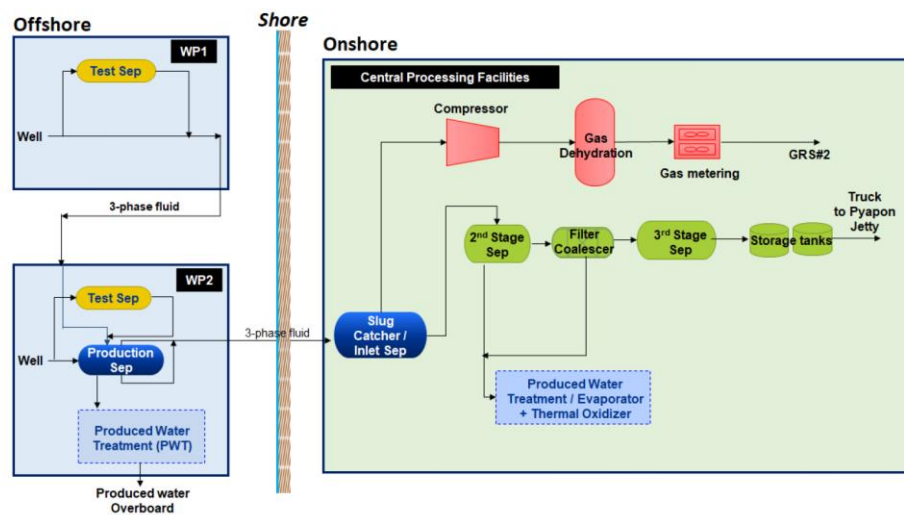 Offshore
WP1
Test Sep
Well
3-phase fluid
WP2
Test Sep
Well
Production
Sep
Produced Water
Treatment (PWT)
Produced water
Overboard
Shore
3-phase fluid
Onshore
Central Processing Facilities
Compressor
Gas
Dehydration
Gas metering
GRS#2
2nd Stage
Sep
Filter
Coalescer
3rd Stage
Sep
Storage tanks
Truck
to Pyapon
Jetty
Slug
Catcher /
Inlet Sep
Produced Water
Treatment / Evaporator
+ Thermal Oxidizer